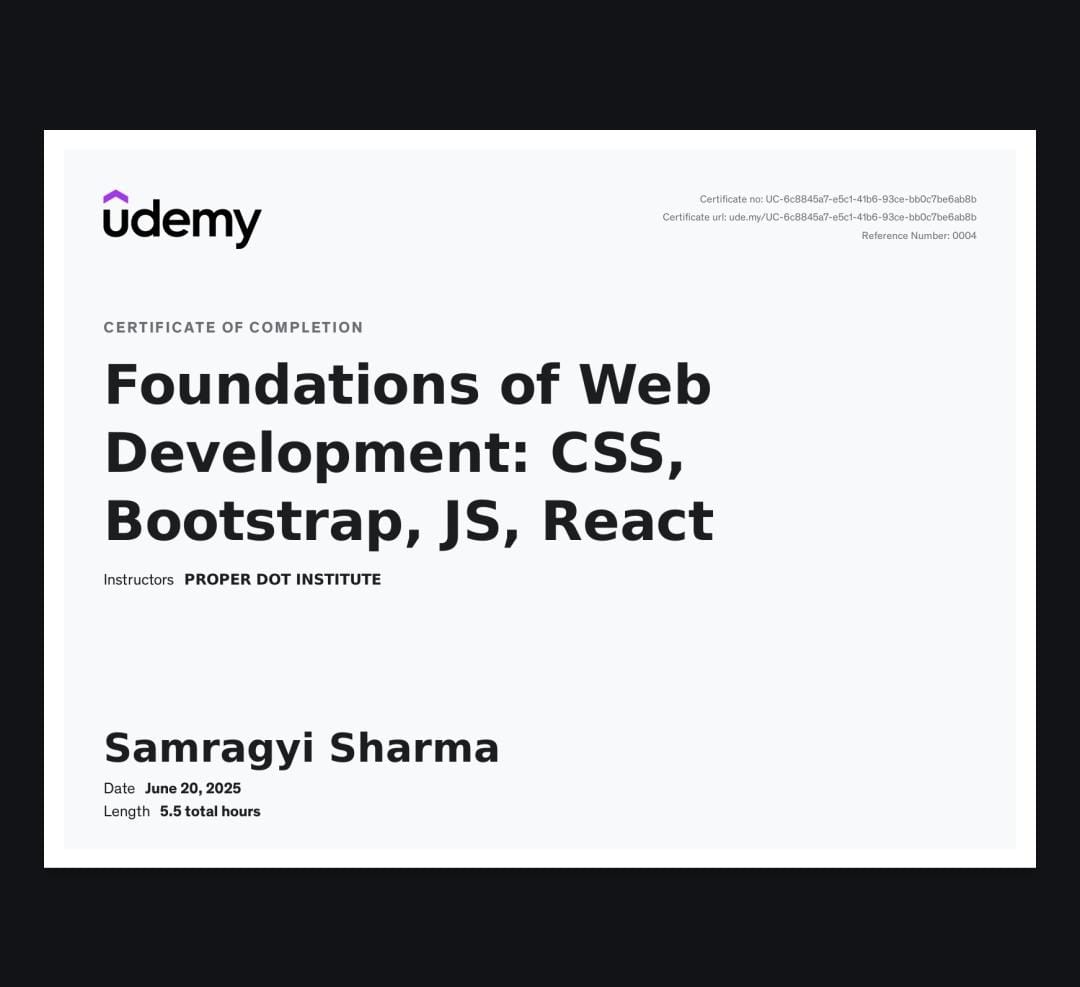 udemy
Certificate no: UC-6c8845a7-e5c1-41b6-93ce-bb0c7be6ab8b
Certificate url: ude.my/UC-6c8845a7-e5c1-41b6-93ce-bb0c7be6ab8b
Reference Number: 0004
CERTIFICATE OF COMPLETION
Foundations of Web
Development: CSS,
Bootstrap, JS, React
Instructors PROPER DOT INSTITUTE
Samragyi Sharma
Date June 20, 2025
Length 5.5 total hours